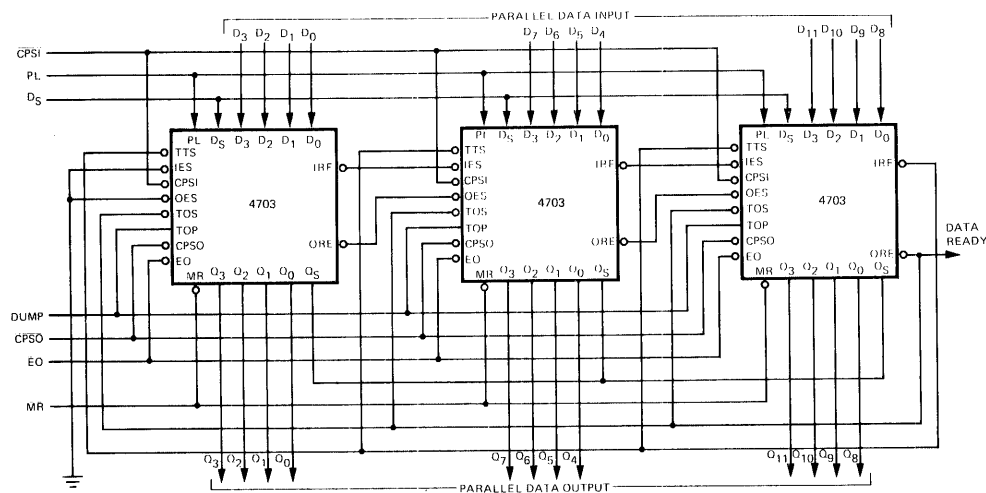 PARALLEL DATA INPUT
D3 D2 D1 D0
D7 D6 D5 D4
D11 D10 D9 D8
CPSI
PL
DS
PL DS D3 D2 D1 D0
TTS
IES
CPSI
OES
TOS
TOP
CPSO
EO
IRF
4703
ORE
MR Q3 Q2 Q1 Q0 QS
PL DS D3 D2 D1 D0
TTS
IES
CPSI
OES
TOS
TOP
CPSO
EO
IRF
4703
ORE
MR Q3 Q2 Q1 Q0 QS
PL DS D3 D2 D1 D0
TTS
IES
CPSI
OES
TOS
TOP
CPSO
EO
IRF
4703
ORE
MR Q3 Q2 Q1 Q0 QS
DATA
READY
DUMP
CPSO
EO
MR
Q3 Q2 Q1 Q0
Q7 Q6 Q5 Q4
Q11 Q10 Q9 Q8
PARALLEL DATA OUTPUT